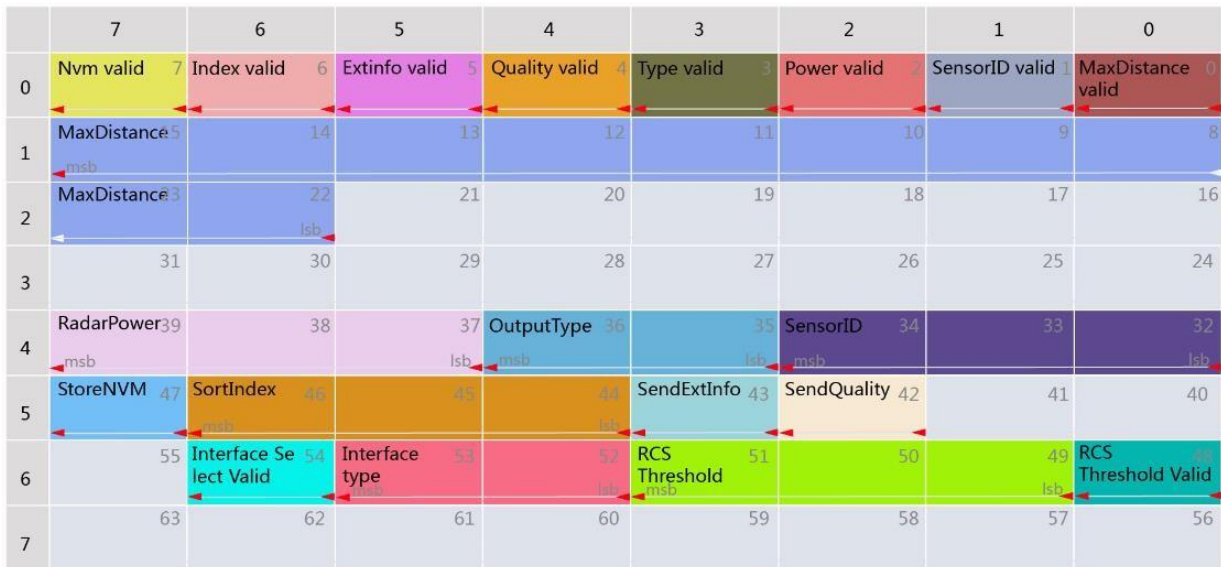 7 6 5 4 3 2 1 0
0
Nvm valid 7 Index valid 6 Extinfo valid 5 Quality valid 4 Type valid 3 Power valid 2 SensorID valid 1 MaxDistance 0
valid
1
MaxDistance 15 14 13 12 11 10 9 8
msb
2
MaxDistance 23 22 21 20 19 18 17 16
lsb
3
31 30 29 28 27 26 25 24
4
RadarPower 39 38 37 OutputType 36 35 SensorID 34 33 32
msb lsb msb lsb msb lsb
5
StoreNVM 47 SortIndex 46 45 44 SendExtInfo 43 SendQuality 42 41 40
msb lsb
6
55 Interface Se 54 Interface 53 52 RCS 51 50 49 RCS 48
lect Valid type Threshold Threshold Valid
msb lsb msb lsb
7
63 62 61 60 59 58 57 56